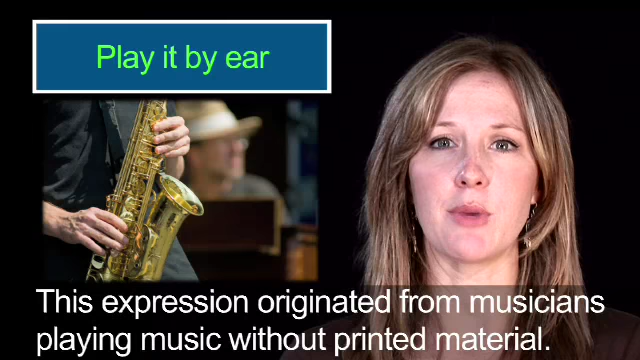 Play it by ear
This expression originated from musicians
playing music without printed material.